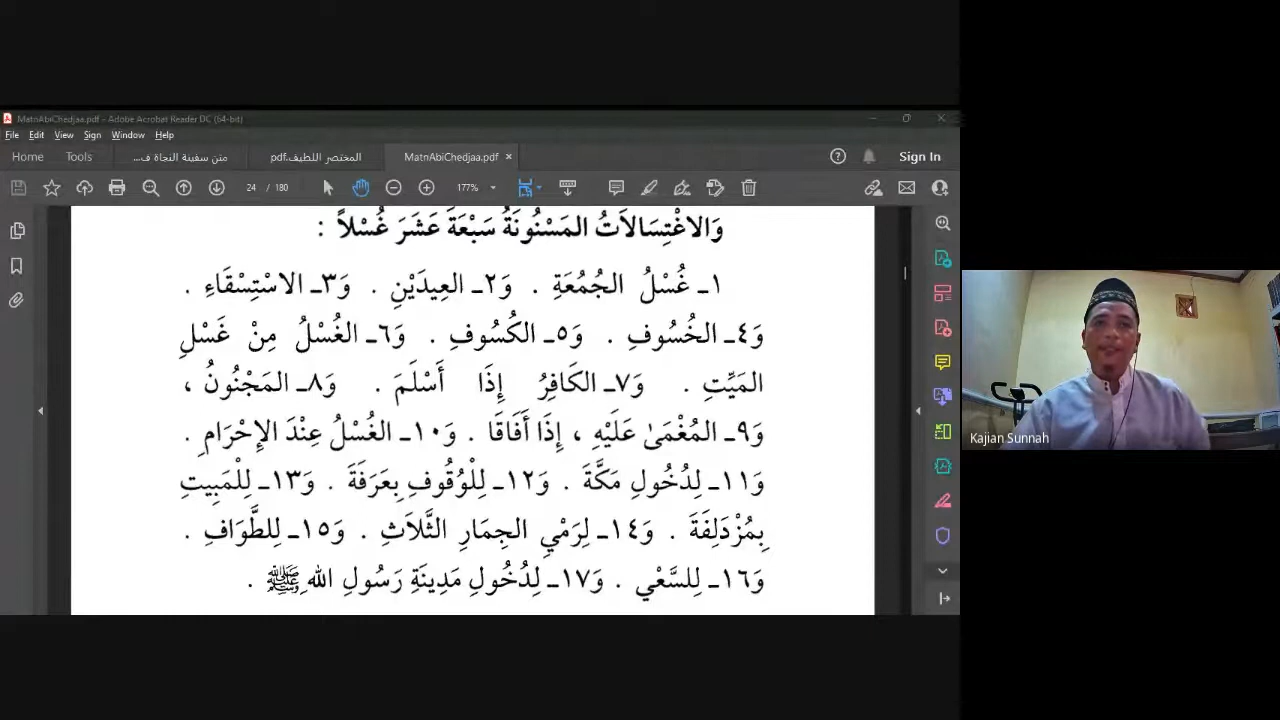 MatnAbiChedjaa.pdf - Adobe Acrobat Reader DC (64-bit)
File Edit View Sign Window Help
Home Tools متن سفينة النجاة ف... المختصر اللطيف.pdf MatnAbiChedjaa.pdf × Sign In
24 / 180 177%
وَالاغْتِسَالَاتُ المَسْنُونَةُ سَبْعَةَ عَشَرَ غُسْلاً :
١ـ غُسْلُ الجُمُعَةِ . وَ٢ـ العِيدَيْنِ . وَ٣ـ الاسْتِسْقَاءِ .
وَ٤ـ الخُسُوفِ . وَ٥ـ الكُسُوفِ . وَ٦ـ الغُسْلُ مِنْ غَسْلِ
المَيِّتِ . وَ٧ـ الكَافِرُ إِذَا أَسْلَمَ . وَ٨ـ المَجْنُونُ ،
وَ٩ـ المُغْمَىٰ عَلَيْهِ ، إِذَا أَفَاقَا . وَ١٠ـ الغُسْلُ عِنْدَ الإِحْرَامِ .
وَ١١ـ لِدُخُولِ مَكَّةَ . وَ١٢ـ لِلْوُقُوفِ بِعَرَفَةَ . وَ١٣ـ لِلْمَبِيتِ
بِمُزْدَلِفَةَ . وَ١٤ـ لِرَمْيِ الجِمَارِ الثَّلَاثِ . وَ١٥ـ لِلطَّوَافِ .
وَ١٦ـ لِلسَّعْيِ . وَ١٧ـ لِدُخُولِ مَدِينَةِ رَسُولِ اللهِ ﷺ .
Kajian Sunnah